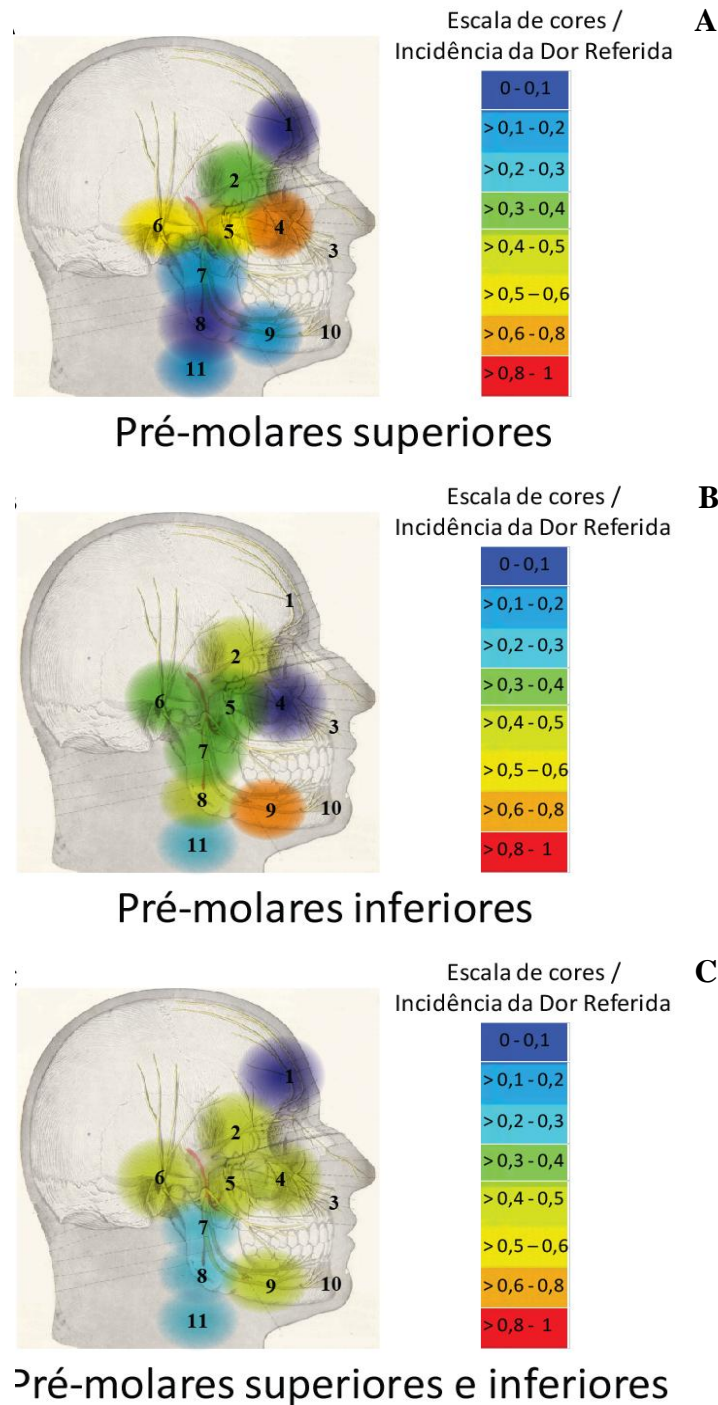 Escala de cores /
A
Incidência da Dor Referida
0 - 0,1
> 0,1 - 0,2
> 0,2 - 0,3
> 0,3 - 0,4
> 0,4 - 0,5
> 0,5 – 0,6
> 0,6 - 0,8
> 0,8 - 1
1
2
6
5
4
3
7
8
9
10
11
Pré-molares superiores
Escala de cores /
B
Incidência da Dor Referida
0 - 0,1
> 0,1 - 0,2
> 0,2 - 0,3
> 0,3 - 0,4
> 0,4 - 0,5
> 0,5 – 0,6
> 0,6 - 0,8
> 0,8 - 1
1
2
6
5
4
3
7
8
9
10
11
Pré-molares inferiores
Escala de cores /
C
Incidência da Dor Referida
0 - 0,1
> 0,1 - 0,2
> 0,2 - 0,3
> 0,3 - 0,4
> 0,4 - 0,5
> 0,5 – 0,6
> 0,6 - 0,8
> 0,8 - 1
1
2
6
5
4
3
7
8
9
10
11
Pré-molares superiores e inferiores